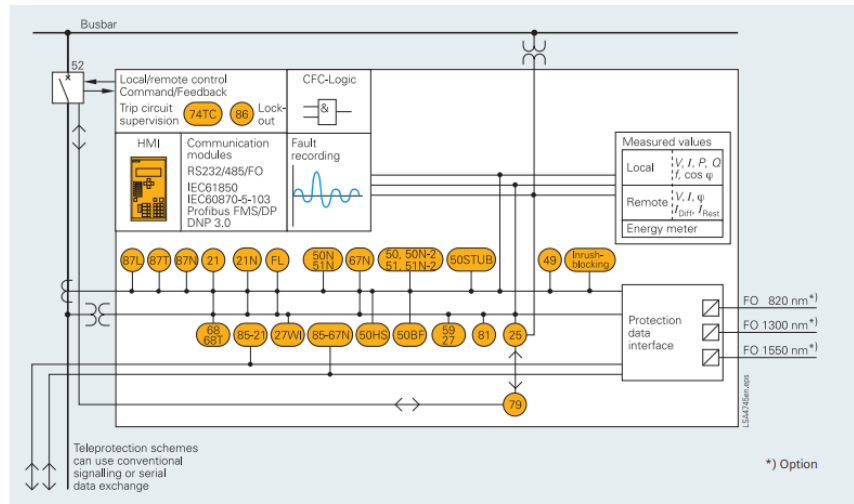 Busbar
52
Local/remote control
Command/Feedback
Trip circuit
supervision
74TC
86
Lock-
out
CFC-Logic
&
HMI
Communication
modules
RS232/485/FO
IEC61850
IEC60870-5-103
Profibus FMS/DP
DNP 3.0
Fault
recording
Measured values
Local
V, I, P, Q
f, cos φ
Remote
V, I, φ
IDiff, IRest
Energy meter
87L
87T
87N
21
21N
FL
50N
51N
67N
50, 50N-2
51, 51N-2
50STUB
49
Inrush-
blocking
68
68T
85-21
27WI
85-67N
50HS
50BF
59
27
81
25
79
Protection
data
interface
FO 820 nm*)
FO 1300 nm*)
FO 1550 nm*)
LSA4746en.eps
Teleprotection schemes
can use conventional
signalling or serial
data exchange
*) Option